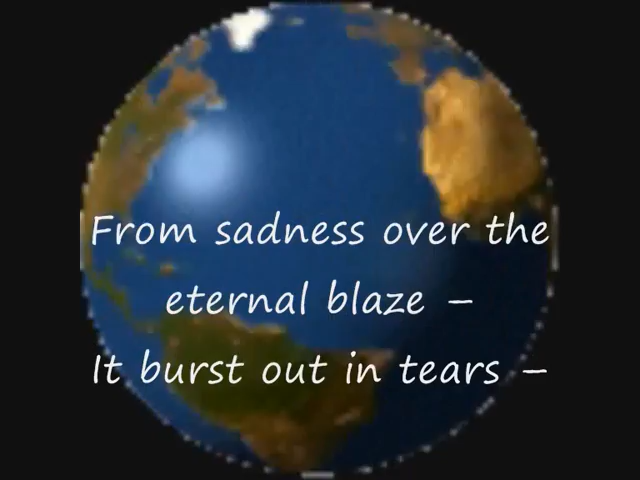 From sadness over the
eternal blaze –
It burst out in tears –